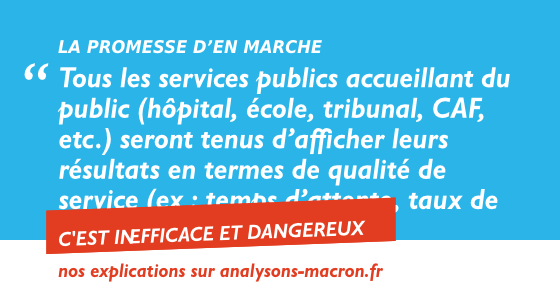 LA PROMESSE D'EN MARCHE
“ Tous les services publics accueillant du
public (hôpital, école, tribunal, CAF,
etc.) seront tenus d'afficher leurs
résultats en termes de qualité de
service (ex : temps d'attente, taux de
C'EST INEFFICACE ET DANGEREUX
nos explications sur analysons-macron.fr